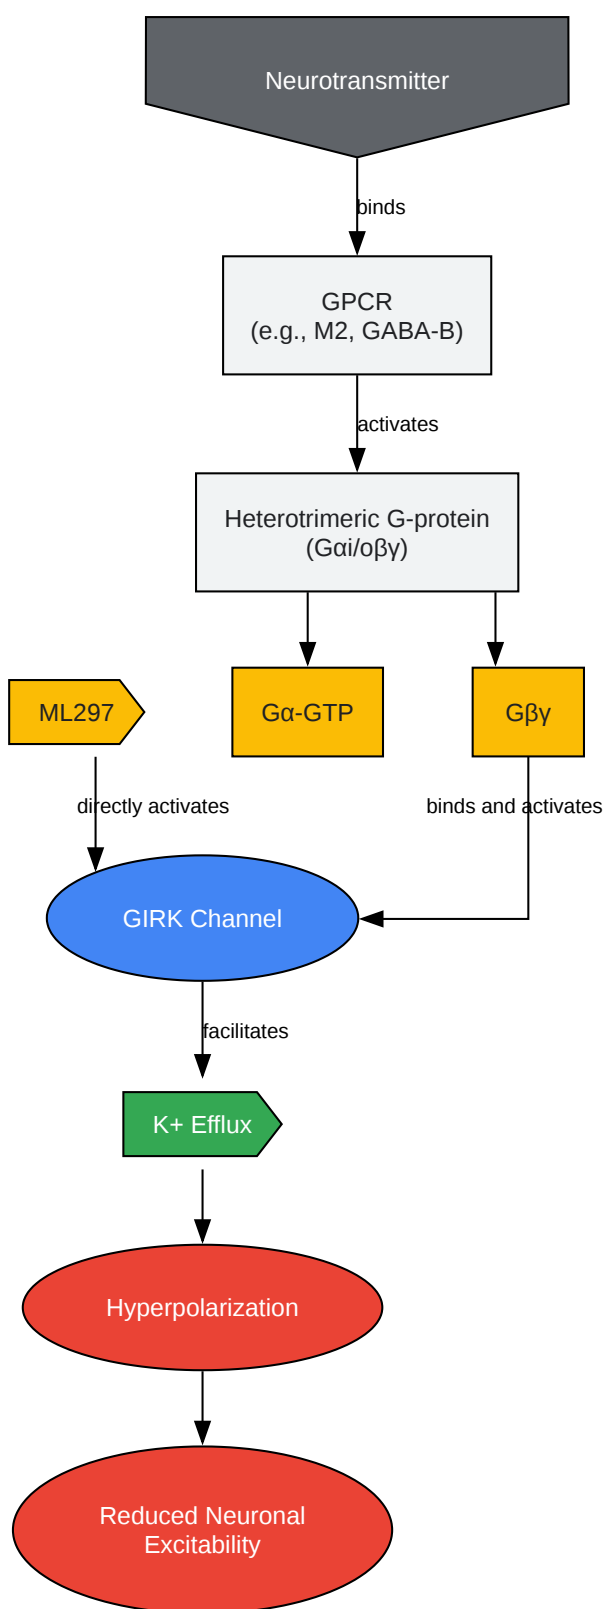 Neurotransmitter
binds
GPCR
(e.g., M2, GABA-B)
activates
Heterotrimeric G-protein
(Gαi/oβγ)
ML297
Gα-GTP
Gβγ
directly activates
binds and activates
GIRK Channel
facilitates
K+ Efflux
Hyperpolarization
Reduced Neuronal
Excitability